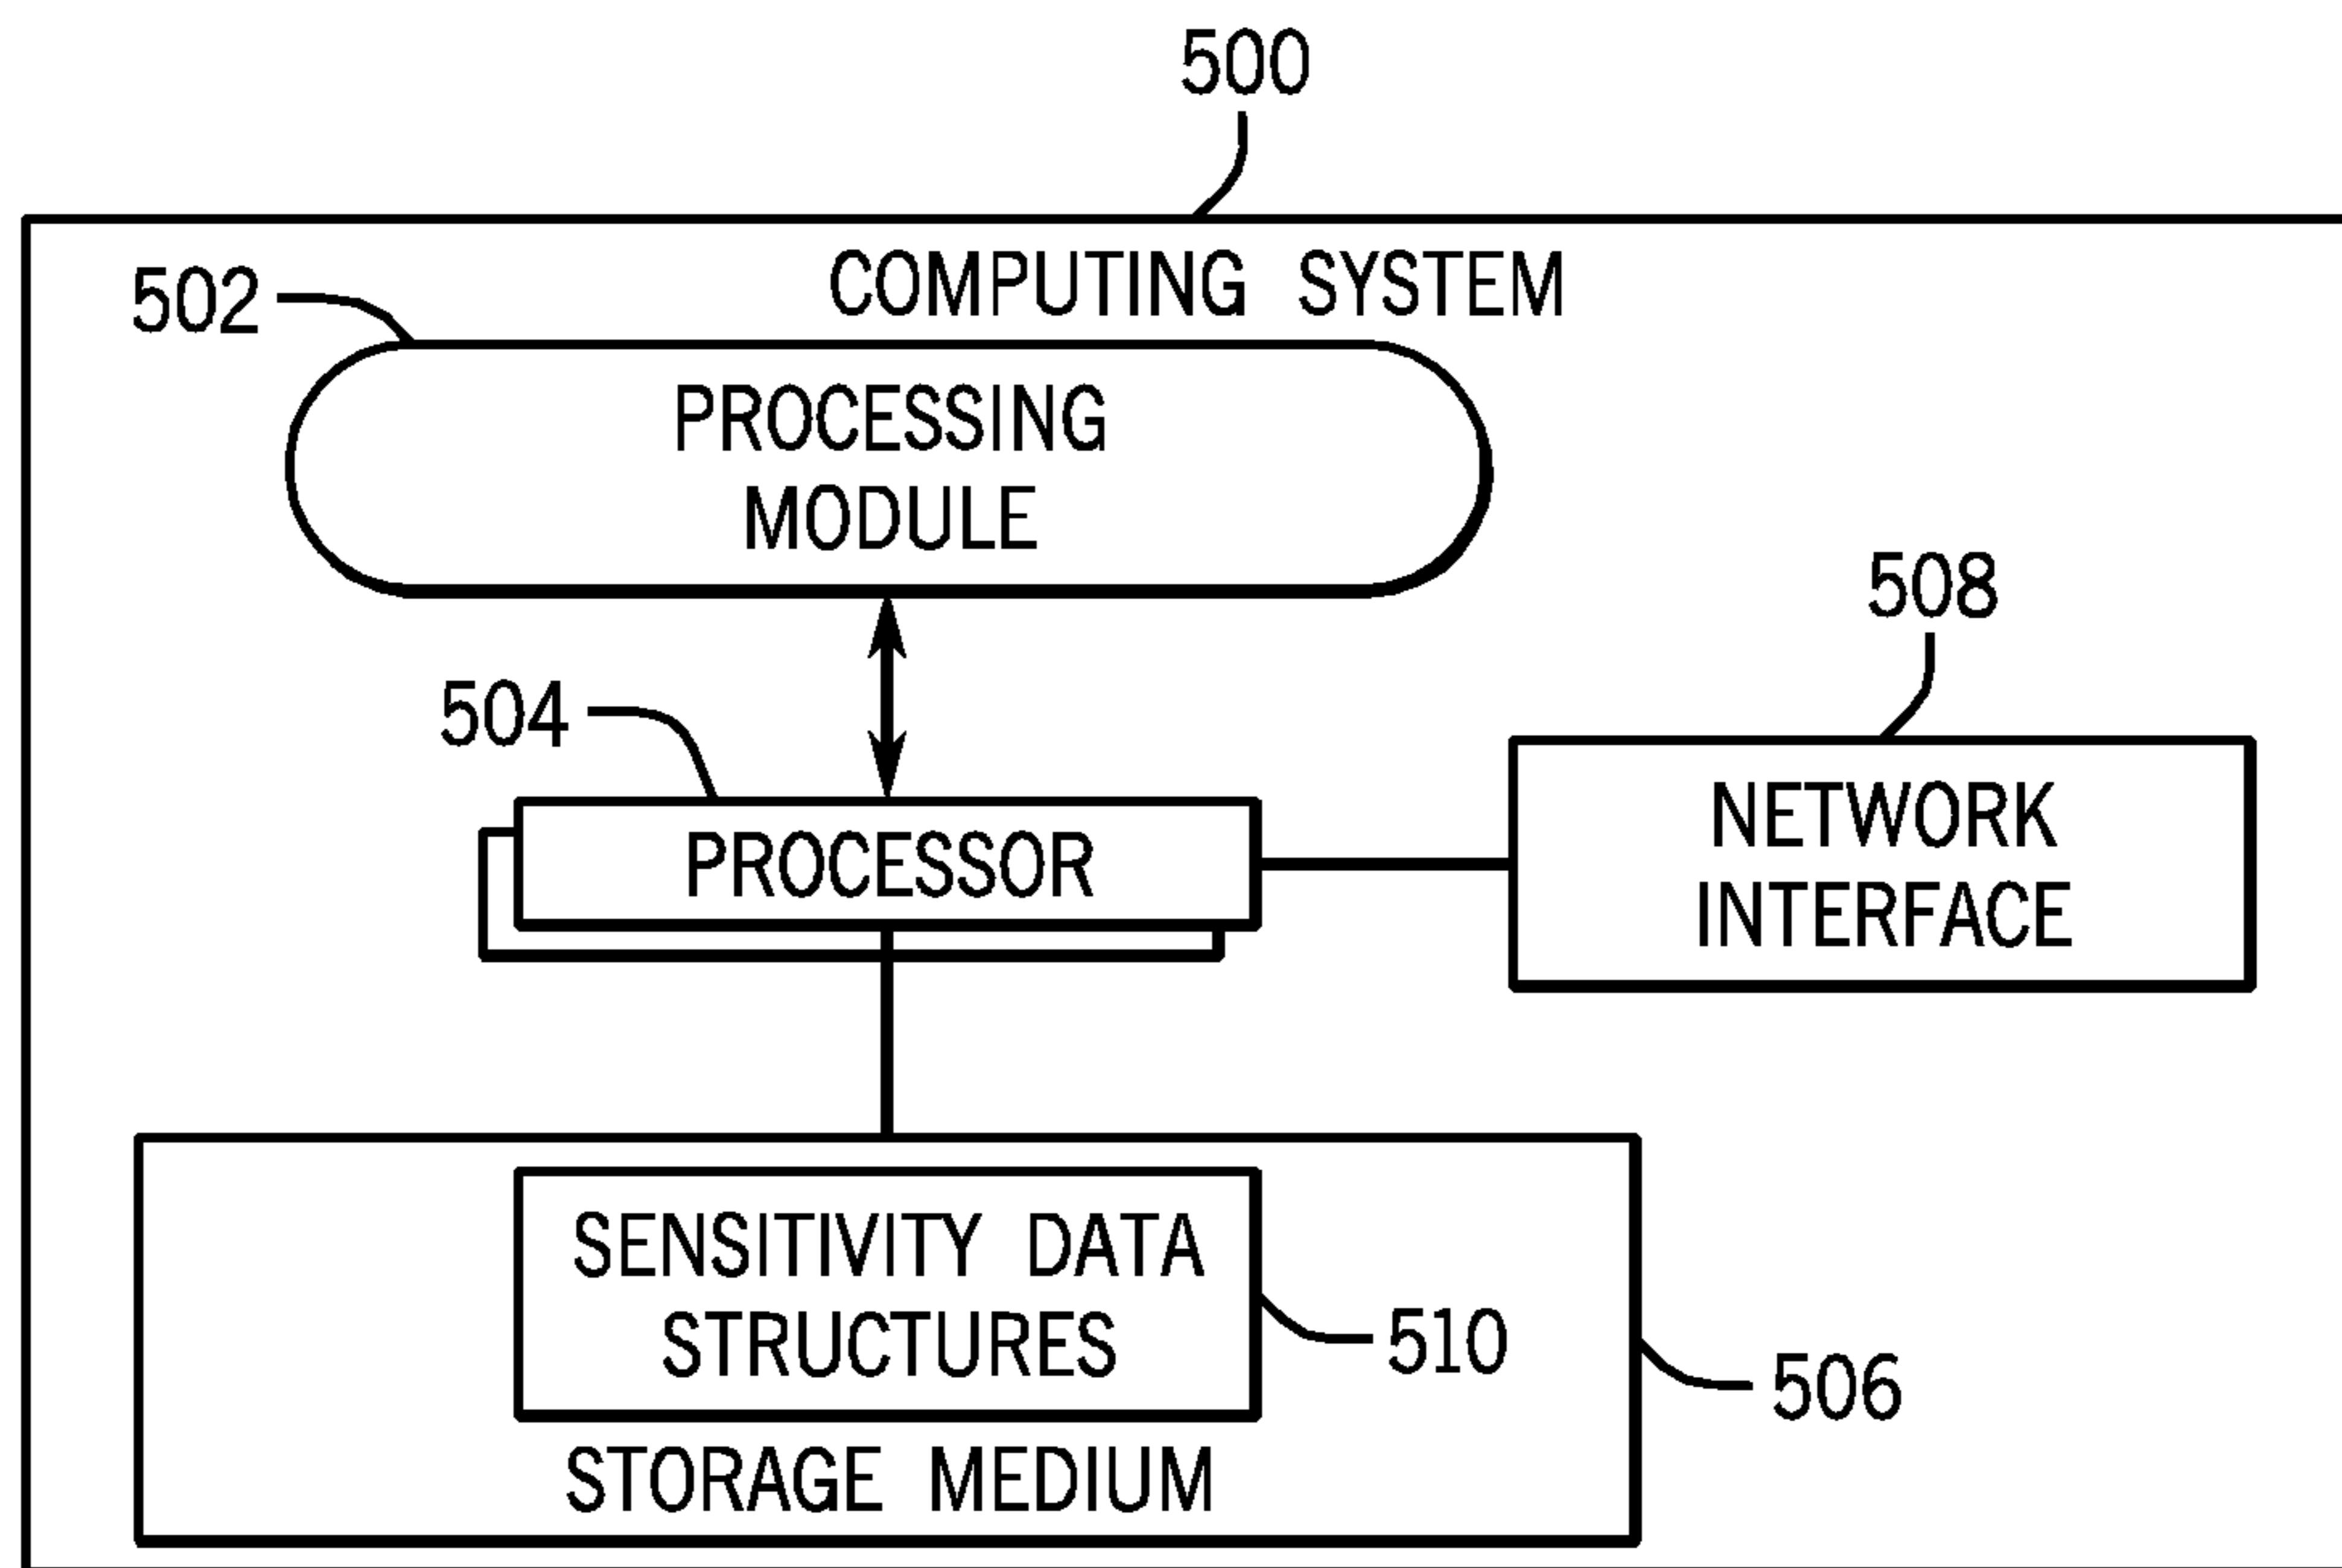 500
COMPUTING SYSTEM
502
PROCESSING
MODULE
508
504
PROCESSOR
NETWORK
INTERFACE
SENSITIVITY DATA
STRUCTURES
510
506
STORAGE MEDIUM